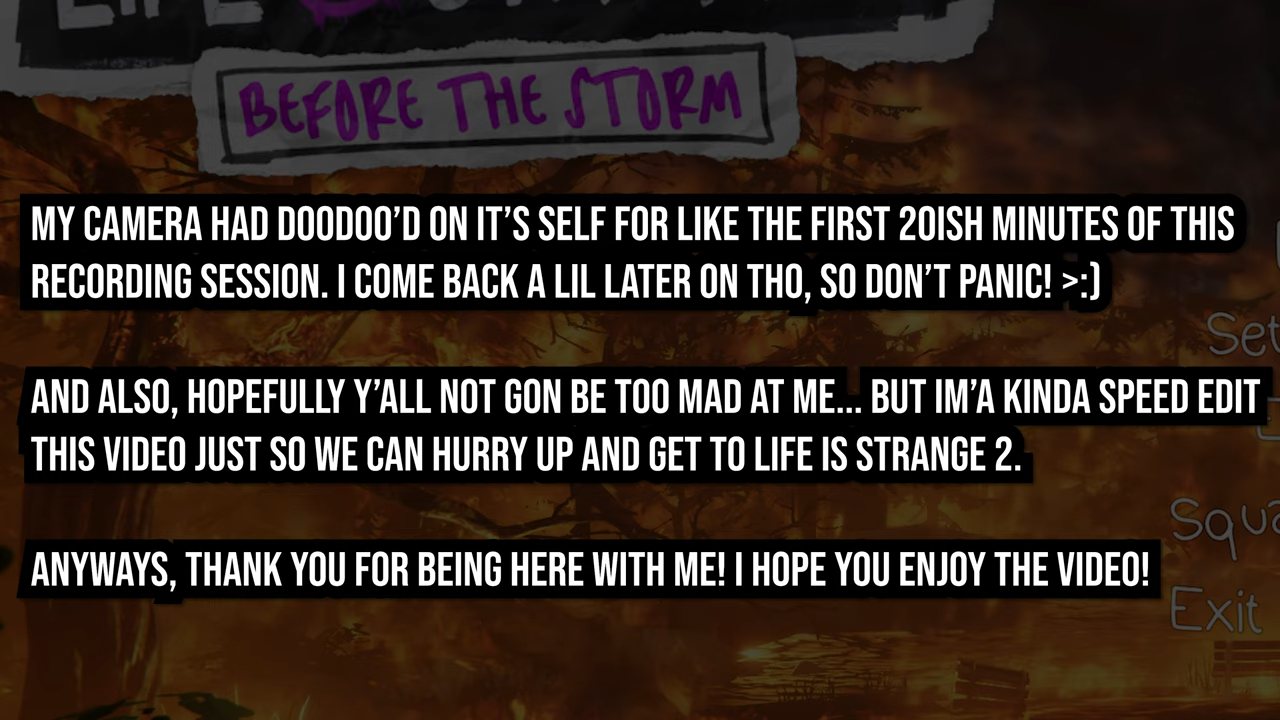 BEFORE THE STORM
MY CAMERA HAD DOODOO’D ON IT’S SELF FOR LIKE THE FIRST 20ISH MINUTES OF THIS
RECORDING SESSION. I COME BACK A LIL LATER ON THO, SO DON’T PANIC! >:)
AND ALSO, HOPEFULLY Y’ALL NOT GON BE TOO MAD AT ME... BUT IM’A KINDA SPEED EDIT
THIS VIDEO JUST SO WE CAN HURRY UP AND GET TO LIFE IS STRANGE 2.
ANYWAYS, THANK YOU FOR BEING HERE WITH ME! I HOPE YOU ENJOY THE VIDEO!
Exit